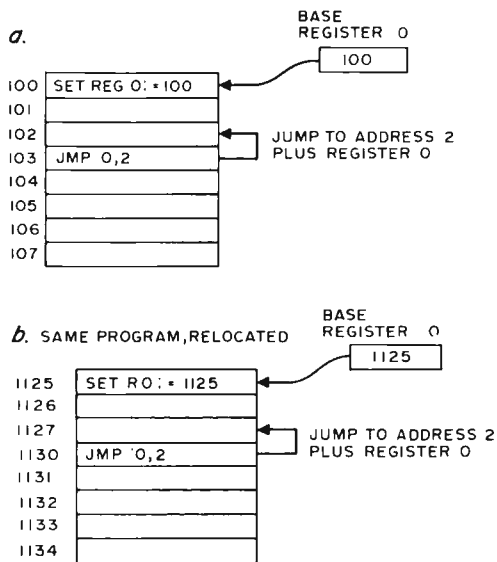 a.
BASE
REGISTER 0
100
100 SET REG 0:=100
101
102
103 JMP 0,2
JUMP TO ADDRESS 2
PLUS REGISTER 0
104
105
106
107
b. SAME PROGRAM, RELOCATED
BASE
REGISTER 0
1125
1125 SET R0:= 1125
1126
1127
1130 JMP 0,2
JUMP TO ADDRESS 2
PLUS REGISTER 0
1131
1132
1133
1134